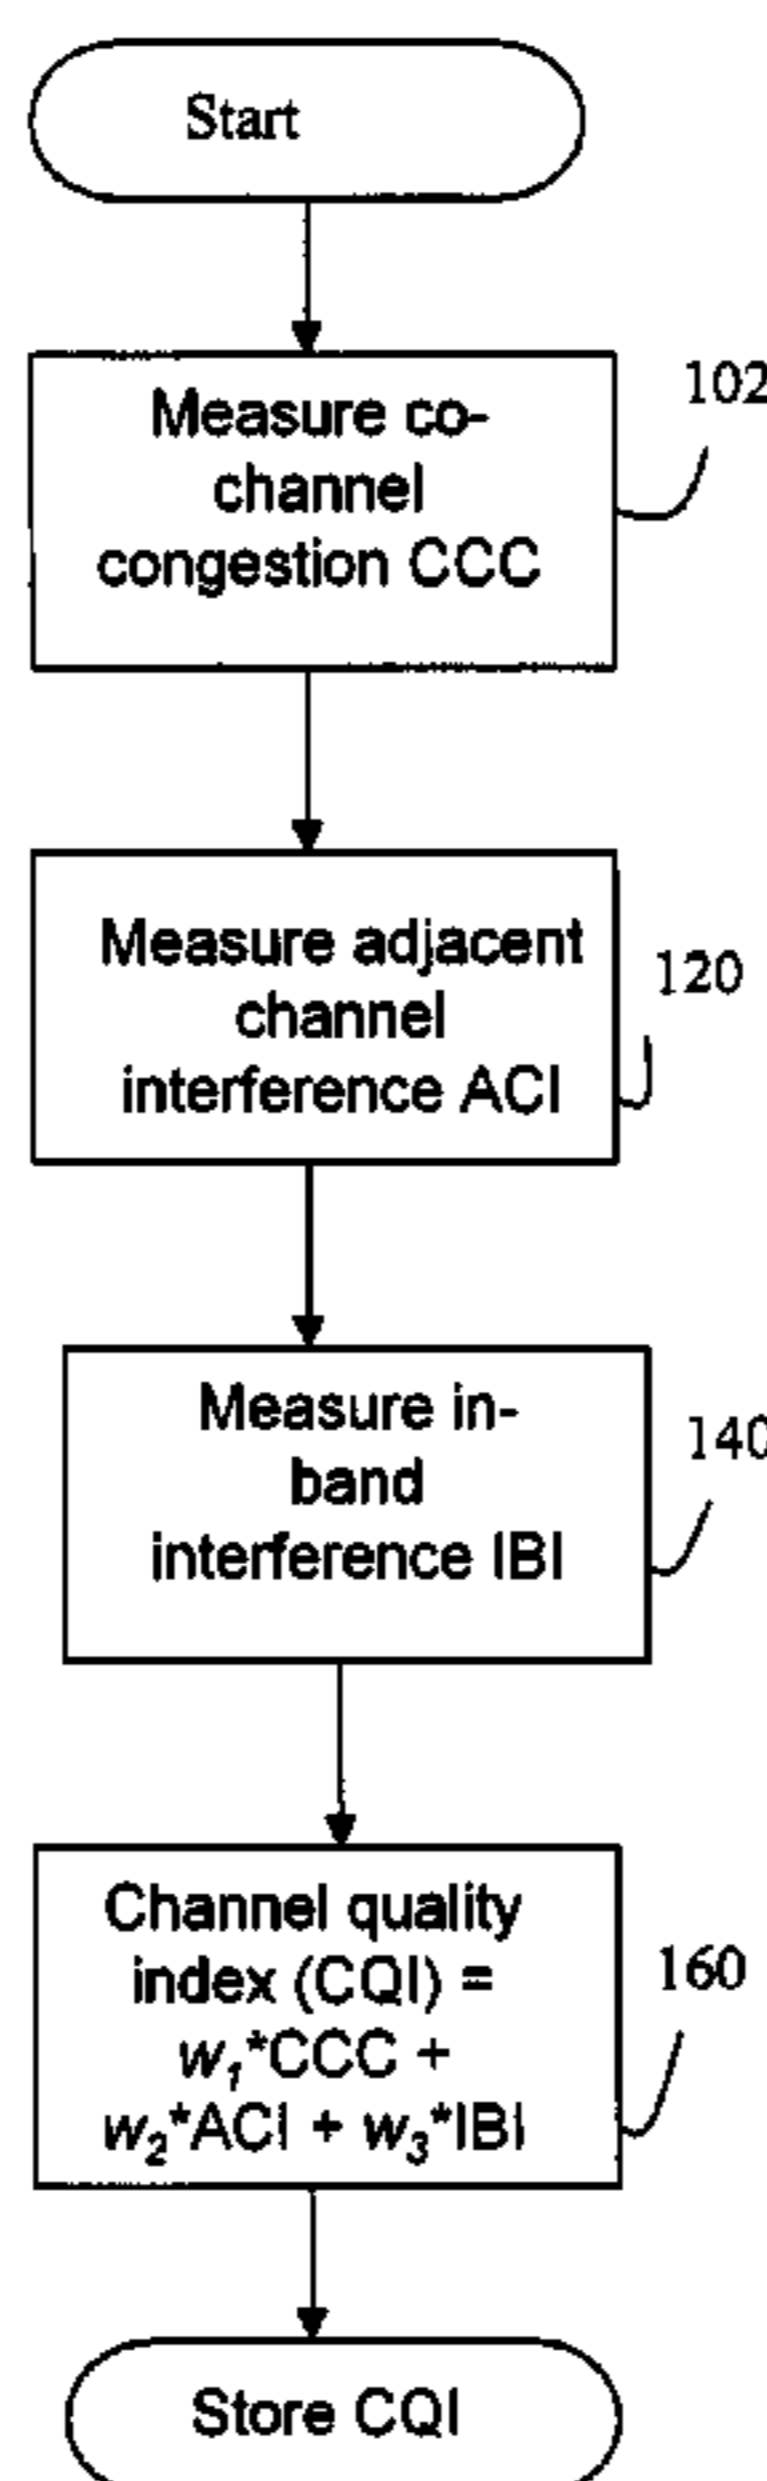 Start
102
Measure co-
channel
congestion CCC
120
Measure adjacent
channel
interference ACI
140
Measure in-
band
interference IBI
160
Channel quality
index (CQI) =
w1*CCC +
w2*ACI + w3*IBI
Store CQI